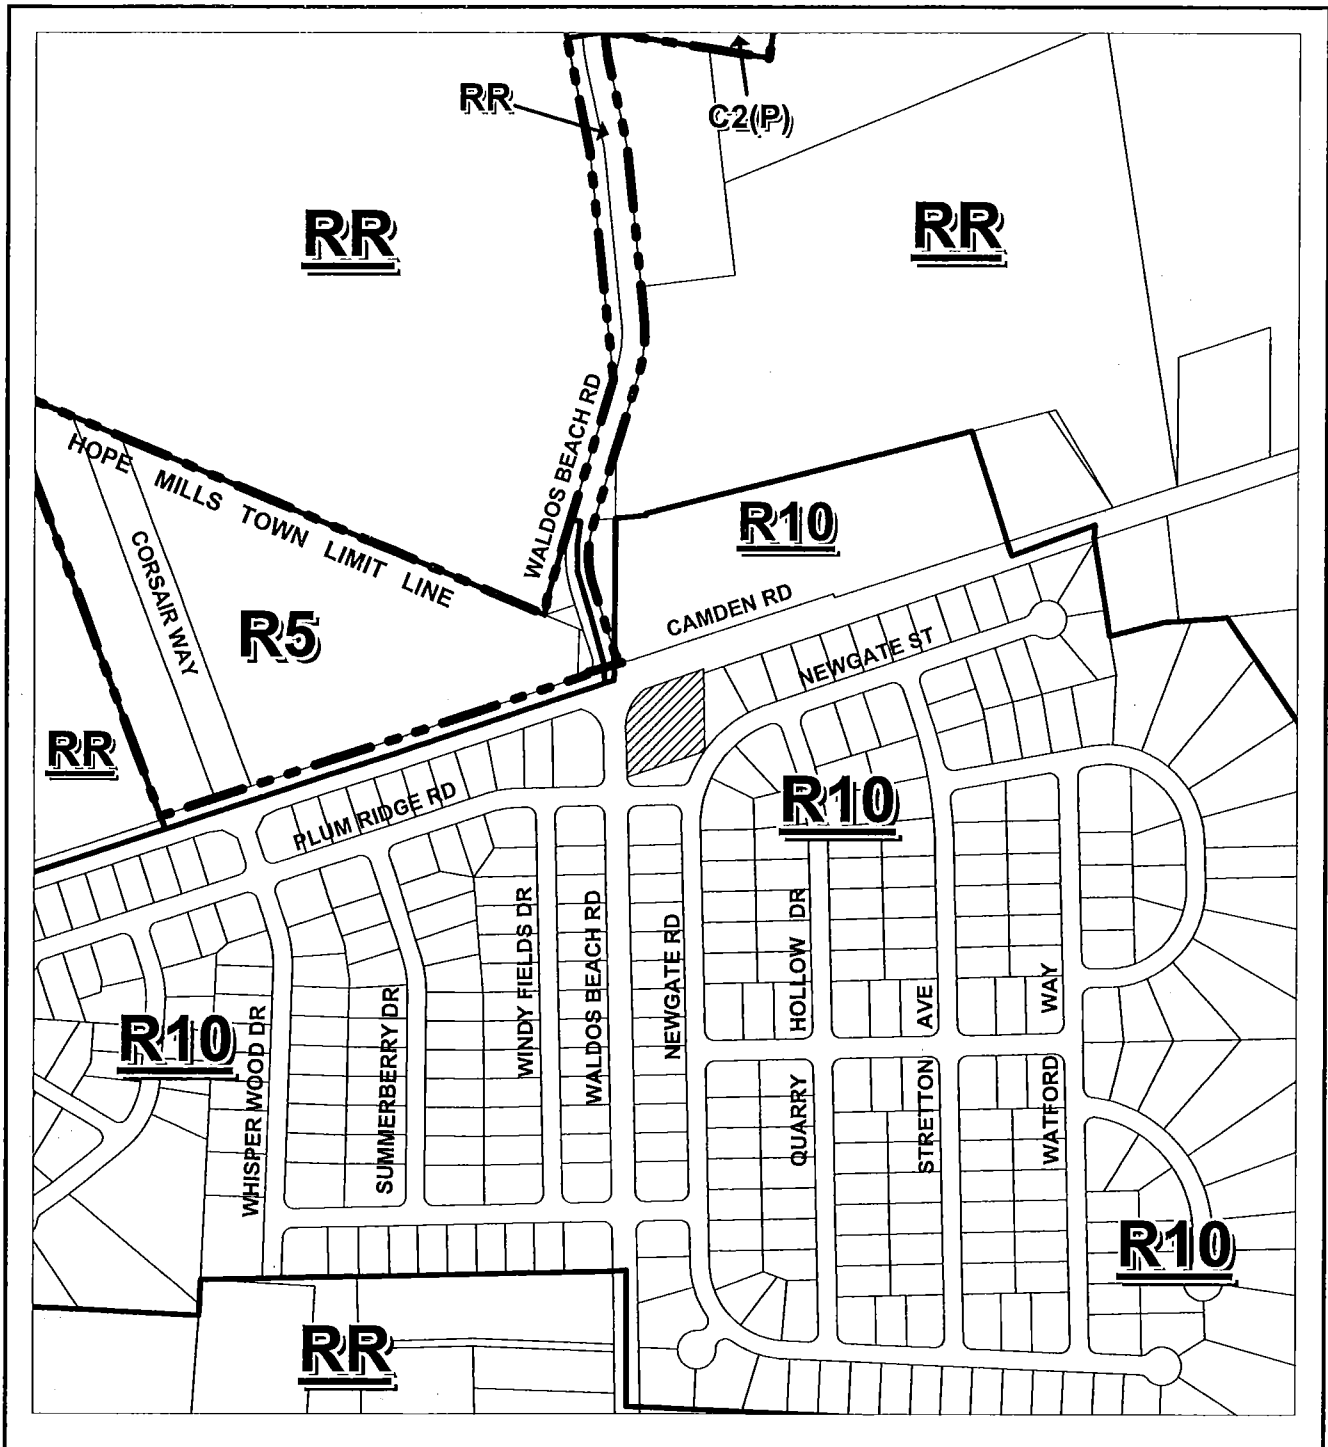 RR
C2(P)
RR
RR
WALDOS BEACH RD
HOPE MILLS TOWN LIMIT LINE
R10
CORSAIR WAY
CAMDEN RD
R5
NEWGATE ST
RR
R10
PLUM RIDGE RD
WINDY FIELDS DR
WALDOS BEACH RD
NEWGATE RD
QUARRY HOLLOW DR
STRETTON AVE
WATFORD WAY
R10
WHISPER WOOD DR
SUMMERBERRY DR
R10
RR